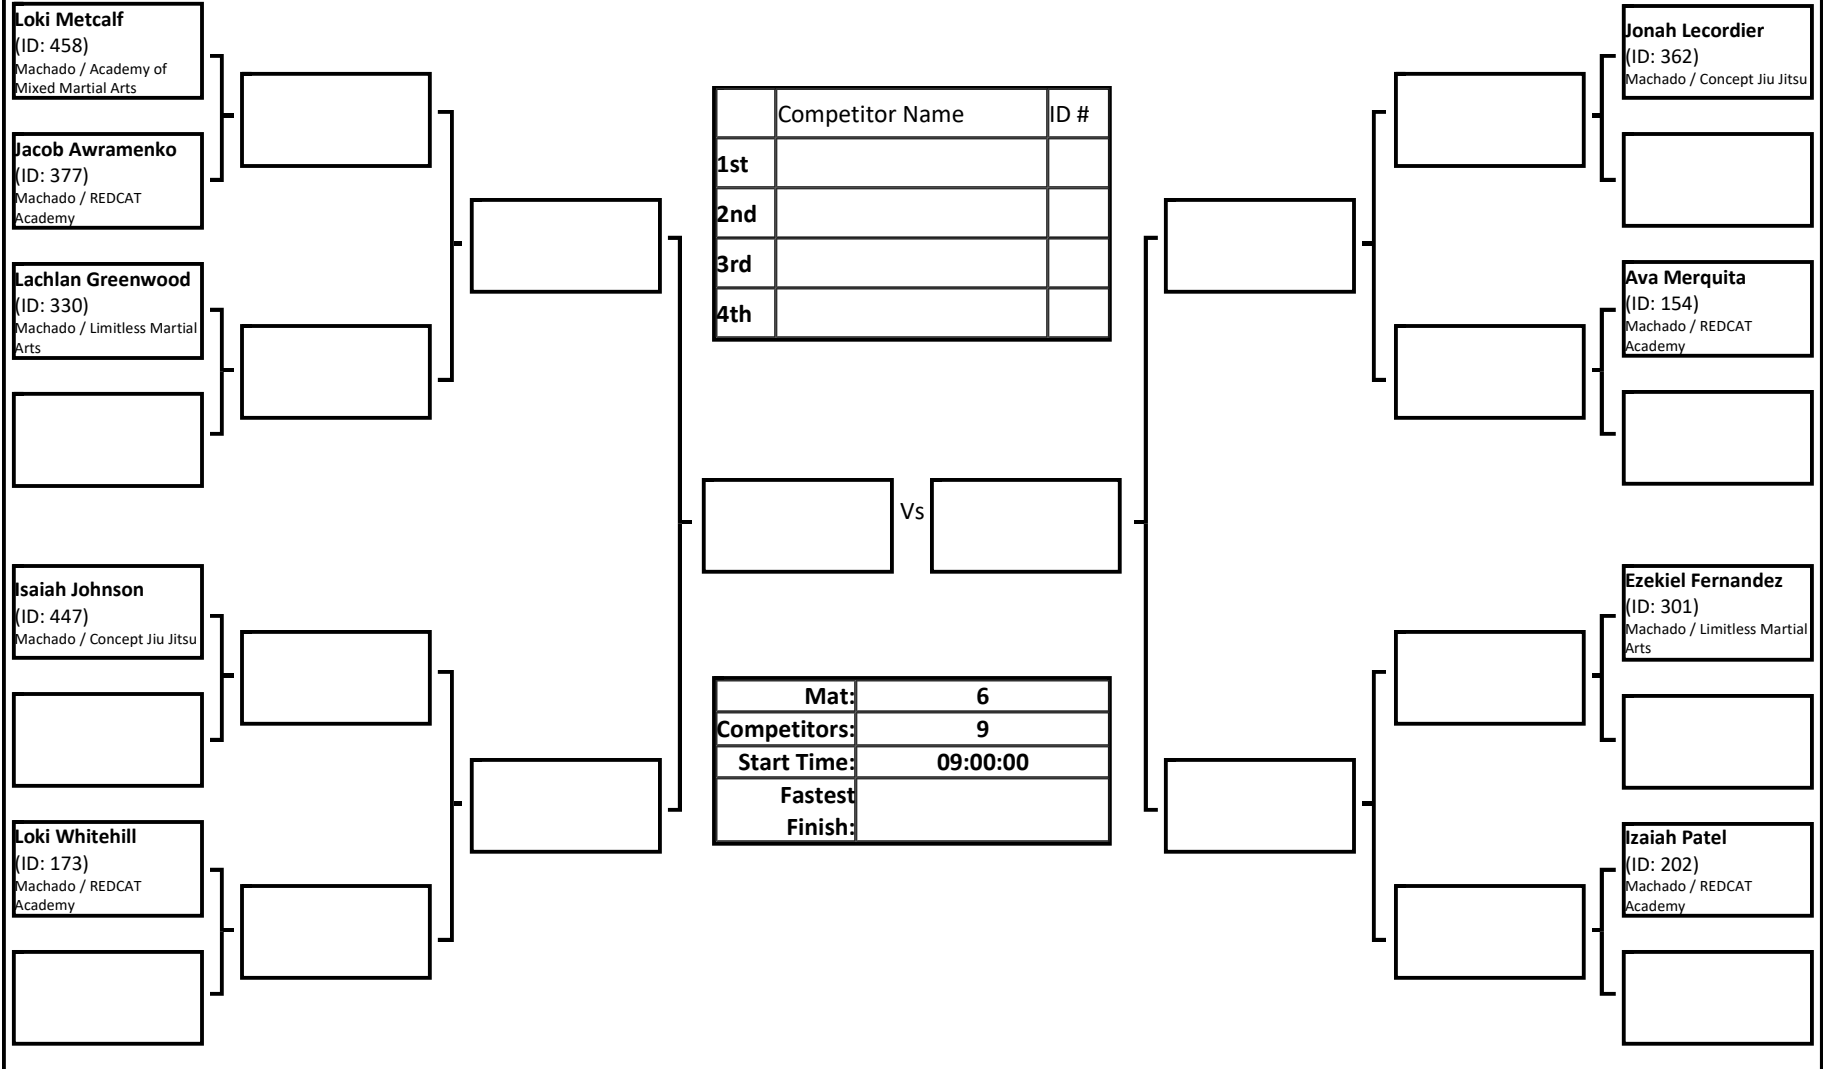 Loki Metcalf
(ID: 458)
Machado / Academy of
Mixed Martial Arts
Jacob Awramenko
(ID: 377)
Machado / REDCAT
Academy
Lachlan Greenwood
(ID: 330)
Machado / Limitless Martial
Arts
Isaiah Johnson
(ID: 447)
Machado / Concept Jiu Jitsu
Loki Whitehill
(ID: 173)
Machado / REDCAT
Academy
Competitor Name ID #
1st
2nd
3rd
4th
Vs
Mat: 6
Competitors: 9
Start Time: 09:00:00
Fastest
Finish:
Jonah Lecordier
(ID: 362)
Machado / Concept Jiu Jitsu
Ava Merquita
(ID: 154)
Machado / REDCAT
Academy
Ezekiel Fernandez
(ID: 301)
Machado / Limitless Martial
Arts
Izaiah Patel
(ID: 202)
Machado / REDCAT
Academy